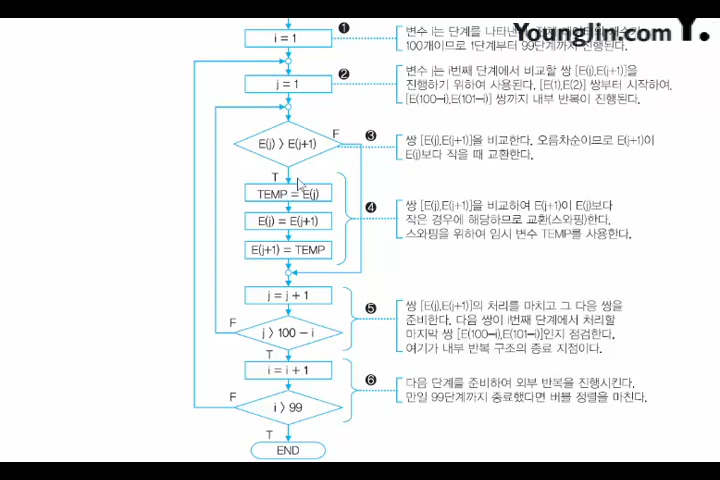 Youngjin.com Y.
i = 1
❶
변수 i는 단계를 나타낸
100개이므로 1단계부터 99단계까지 진행된다.
j = 1
❷
변수 j는 i번째 단계에서 비교할 쌍 [E(j),E(j+1)]을
진행하기 위하여 사용된다. [E(1),E(2)] 쌍부터 시작하여,
[E(100-i),E(101-i)] 쌍까지 내부 반복이 진행된다.
E(j) > E(j+1)
F
T
❸
쌍 [E(j),E(j+1)]을 비교한다. 오름차순이므로 E(j+1)이
E(j)보다 작을 때 교환한다.
TEMP = E(j)
E(j) = E(j+1)
E(j+1) = TEMP
❹
쌍 [E(j),E(j+1)]을 비교하여 E(j+1)이 E(j)보다
작은 경우에 해당하므로 교환(스와핑)한다.
스와핑을 위하여 임시 변수 TEMP를 사용한다.
j = j + 1
F
j > 100 - i
T
❺
쌍 [E(j),E(j+1)]의 처리를 마치고 그 다음 쌍을
준비한다. 다음 쌍이 i번째 단계에서 처리할
마지막 쌍 [E(100-i),E(101-i)]인지 점검한다.
여기가 내부 반복 구조의 종료 지점이다.
i = i + 1
F
i > 99
T
❻
다음 단계를 준비하여 외부 반복을 진행시킨다.
만일 99단계까지 종료했다면 버블 정렬을 마친다.
END